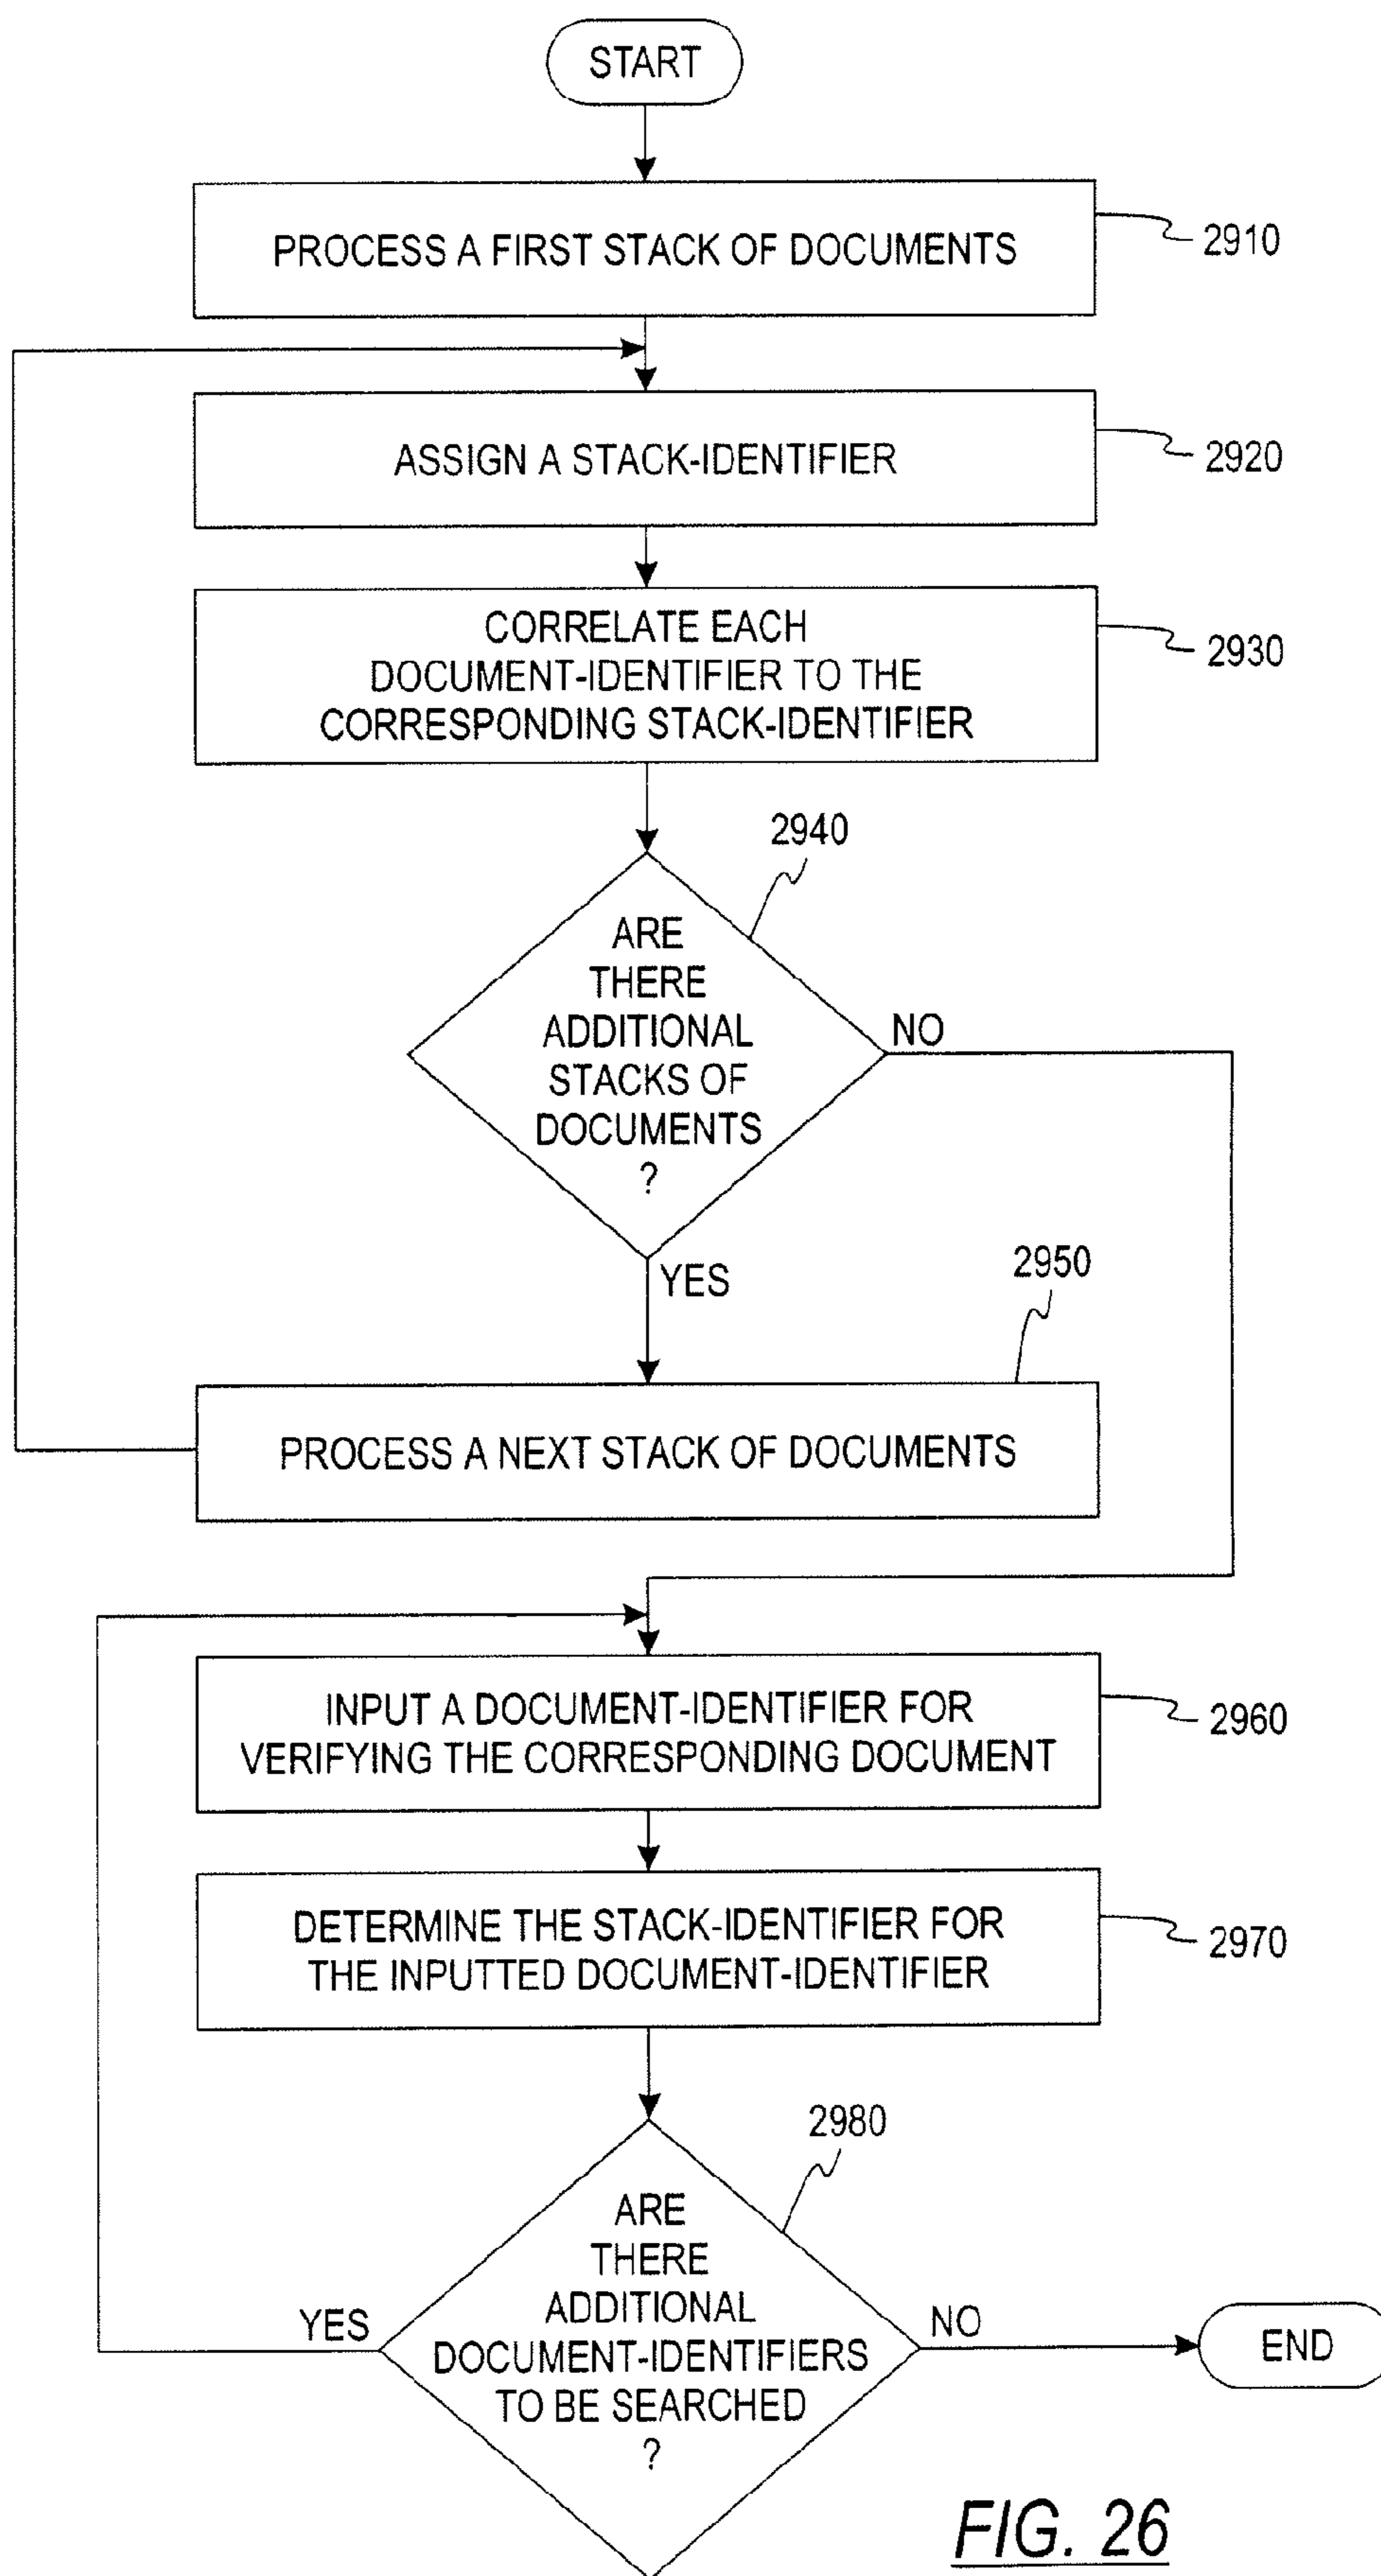 START
PROCESS A FIRST STACK OF DOCUMENTS
2910
ASSIGN A STACK-IDENTIFIER
2920
CORRELATE EACH
DOCUMENT-IDENTIFIER TO THE
CORRESPONDING STACK-IDENTIFIER
2930
2940
ARE
THERE
ADDITIONAL
STACKS OF
DOCUMENTS
?
NO
YES
2950
PROCESS A NEXT STACK OF DOCUMENTS
INPUT A DOCUMENT-IDENTIFIER FOR
VERIFYING THE CORRESPONDING DOCUMENT
2960
DETERMINE THE STACK-IDENTIFIER FOR
THE INPUTTED DOCUMENT-IDENTIFIER
2970
2980
ARE
THERE
ADDITIONAL
DOCUMENT-IDENTIFIERS
TO BE SEARCHED
?
YES
NO
END
FIG. 26